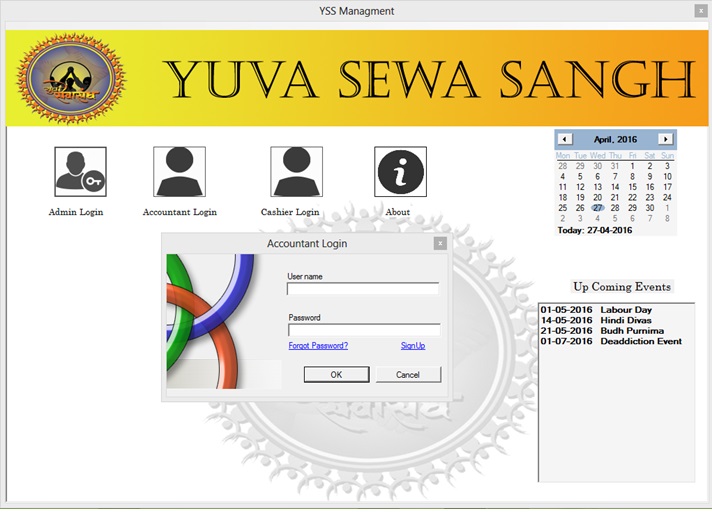 YSS Managment
YUVA SEWA SANGH
Admin Login
Accountant Login
Cashier Login
About
April, 2016
Mon Tue Wed Thu Fri Sat Sun
28 29 30 31 1 2 3
4 5 6 7 8 9 10
11 12 13 14 15 16 17
18 19 20 21 22 23 24
25 26 27 28 29 30 1
2 3 4 5 6 7 8
Today: 27-04-2016
Accountant Login
User name
Password
Forgot Password?
SignUp
OK
Cancel
Up Coming Events
01-05-2016 Labour Day
14-05-2016 Hindi Divas
21-05-2016 Budh Purnima
01-07-2016 Deaddiction Event